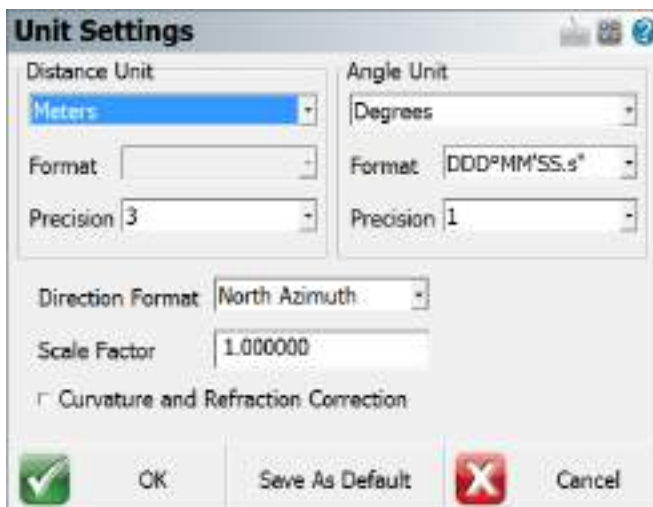 Unit Settings
Distance Unit
Meters
Format
Precision 3
Angle Unit
Degrees
Format DDD°MM'SS.s"
Precision 1
Direction Format North Azimuth
Scale Factor 1.000000
Curvature and Refraction Correction
OK Save As Default Cancel